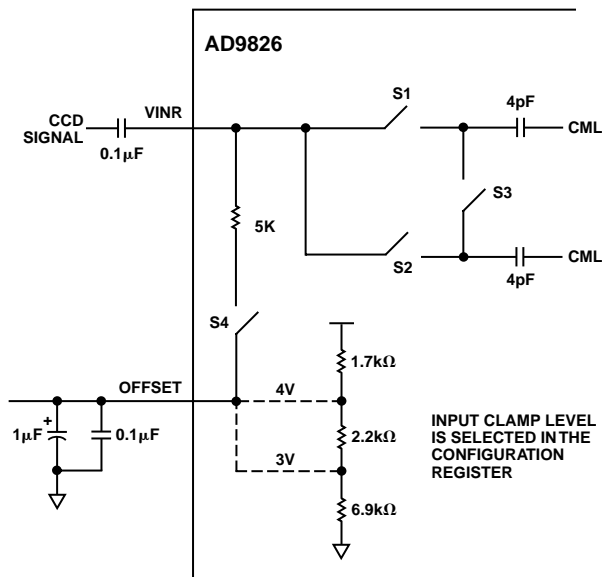 AD9826
S1
4pF
CCD
SIGNAL
VINR
CML
0.1μF
S3
5K
S2
CML
4pF
S4
1.7kΩ
OFFSET
4V
+
1μF
0.1μF
2.2kΩ
INPUT CLAMP LEVEL
IS SELECTED IN THE
CONFIGURATION
REGISTER
3V
6.9kΩ